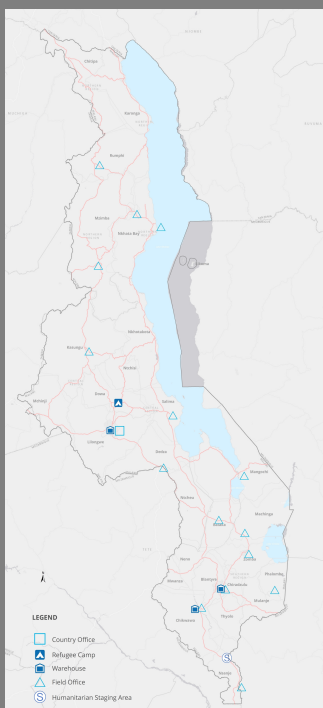 Chitipa
Karonga
Rumphi
Mzimba
Nkhata Bay
Likoma
Nkhotakota
Kasungu
Ntchisi
Dowa
Mchinji
Salima
Lilongwe
Dedza
Mangochi
Ntcheu
Machinga
Balaka
Zomba
Neno
Phalombe
Mwanza
Blantyre
Chiradzulu
Mulanje
Chikwawa
Thyolo
Nsanje
LEGEND
Country Office
Refugee Camp
Warehouse
Field Office
S Humanitarian Staging Area